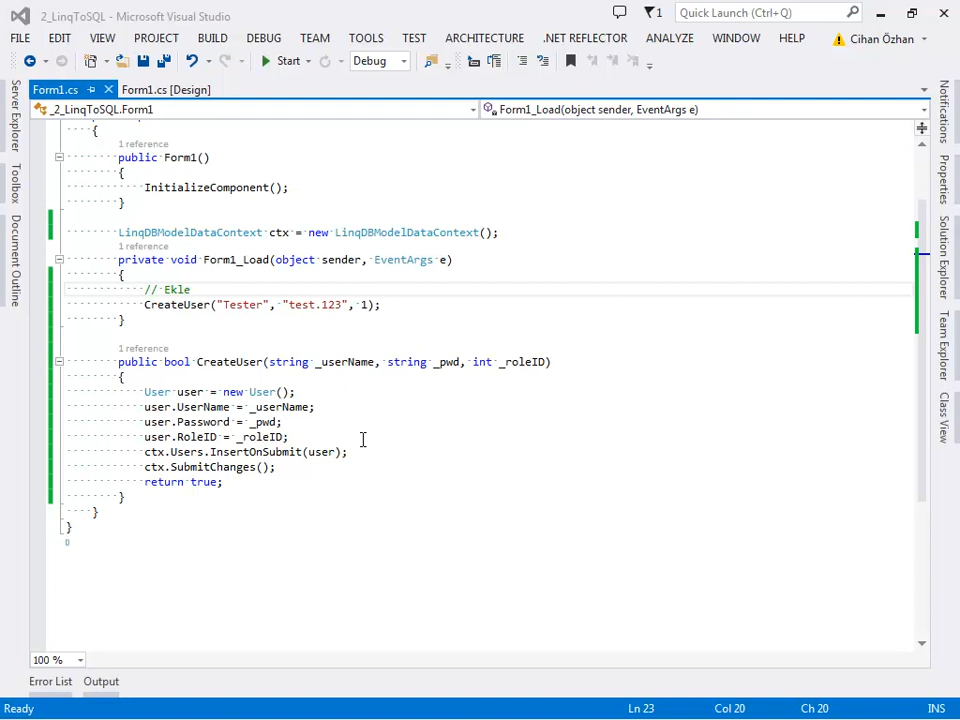 2_LinqToSQL - Microsoft Visual Studio
1
Quick Launch (Ctrl+Q)
FILE EDIT VIEW PROJECT BUILD DEBUG TEAM TOOLS TEST ARCHITECTURE .NET REFLECTOR ANALYZE WINDOW HELP Cihan Özhan
Start Debug
Form1.cs Form1.cs [Design]
_2_LinqToSQL.Form1 Form1_Load(object sender, EventArgs e)
{
1 reference
public Form1()
{
InitializeComponent();
}
LinqDBModelDataContext ctx = new LinqDBModelDataContext();
1 reference
private void Form1_Load(object sender, EventArgs e)
{
// Ekle
CreateUser("Tester", "test.123", 1);
}
1 reference
public bool CreateUser(string _userName, string _pwd, int _roleID)
{
User user = new User();
user.UserName = _userName;
user.Password = _pwd;
user.RoleID = _roleID;
ctx.Users.InsertOnSubmit(user);
ctx.SubmitChanges();
return true;
}
}
}
Server Explorer
Toolbox
Document Outline
Notifications
Properties
Solution Explorer
Team Explorer
Class View
100 %
Error List Output
Ready Ln 23 Col 20 Ch 20 INS